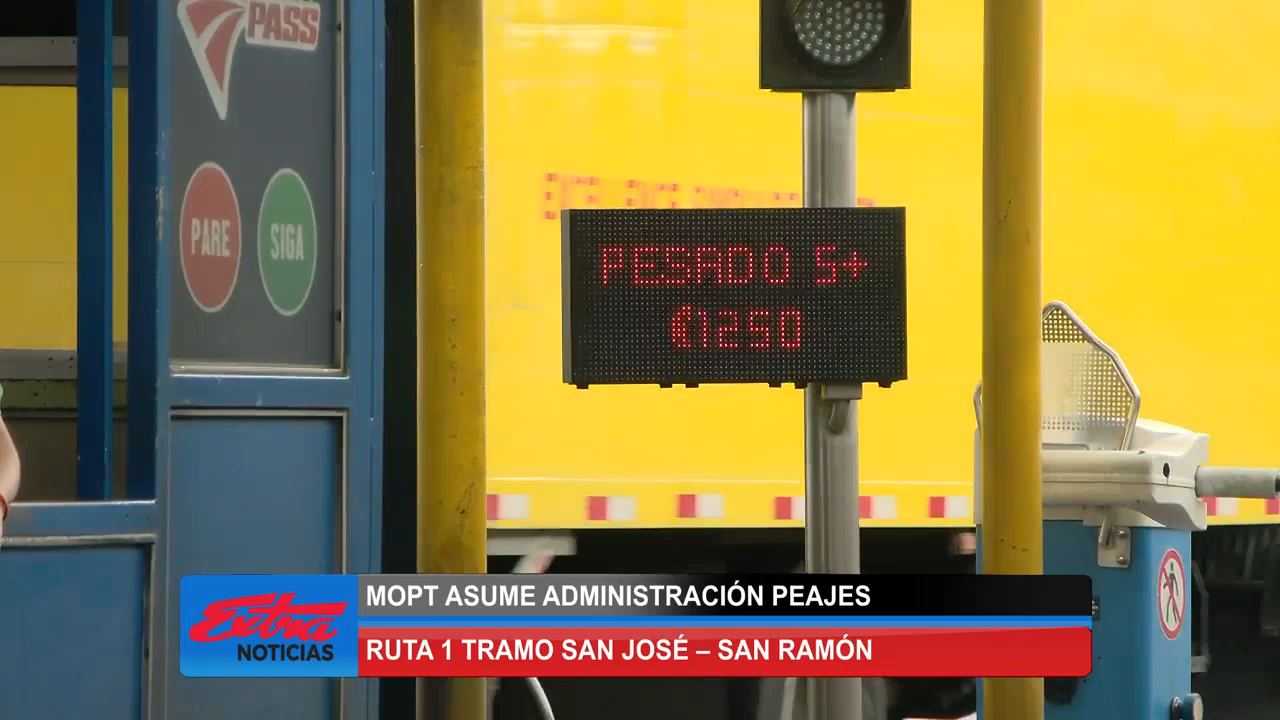 PASS
PARE
SIGA
PESADO 5+
₡1250
Extra
NOTICIAS
MOPT ASUME ADMINISTRACIÓN PEAJES
RUTA 1 TRAMO SAN JOSÉ – SAN RAMÓN